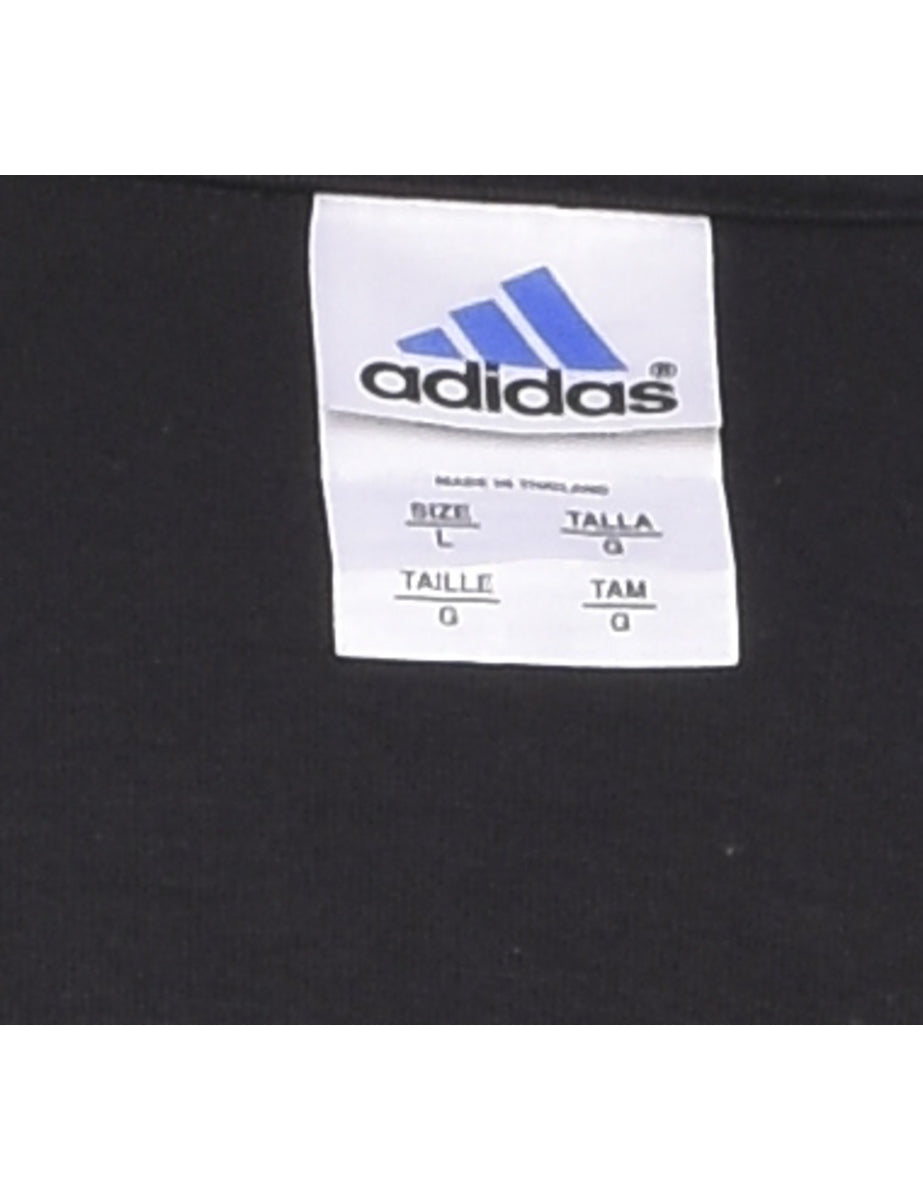 adidas®
MADE IN THAILAND
SIZE TALLA
L G
TAILLE TAM
G G